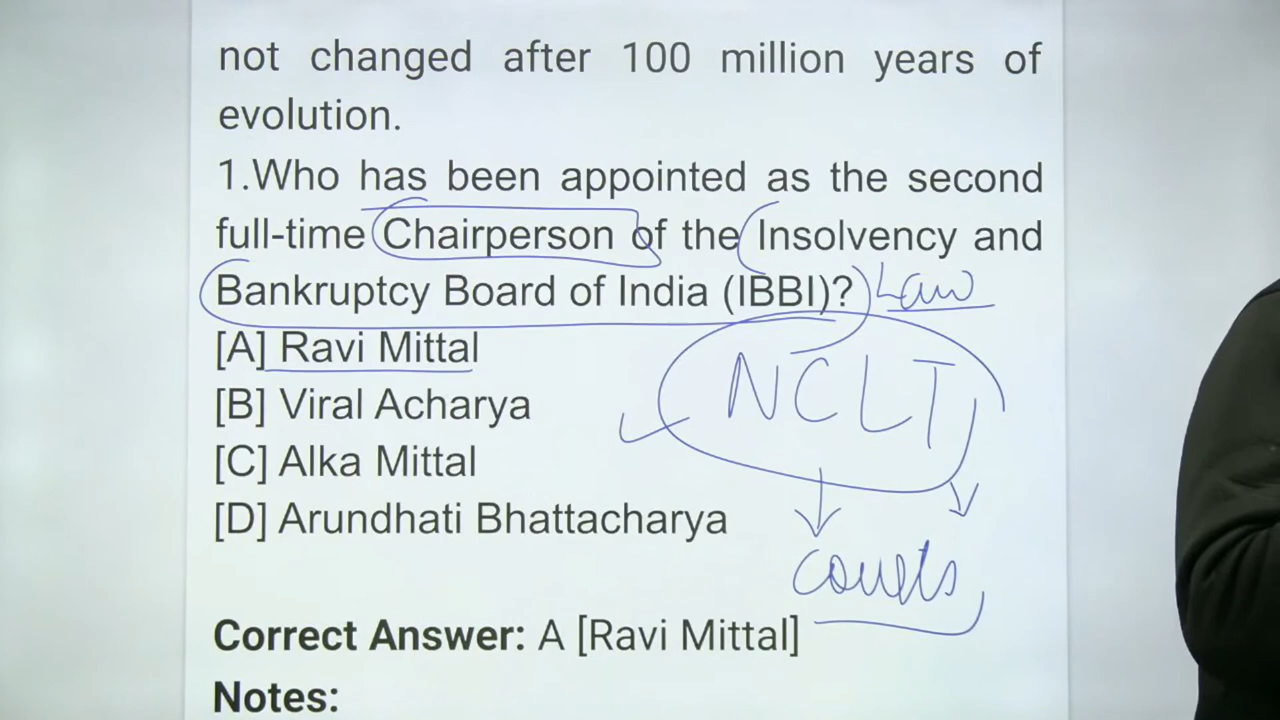 not changed after 100 million years of
evolution.
1.Who has been appointed as the second
full-time Chairperson of the Insolvency and
Bankruptcy Board of India (IBBI)? Law
[A] Ravi Mittal
NCLT
[B] Viral Acharya
[C] Alka Mittal
[D] Arundhati Bhattacharya
Courts
Correct Answer: A [Ravi Mittal]
Notes: